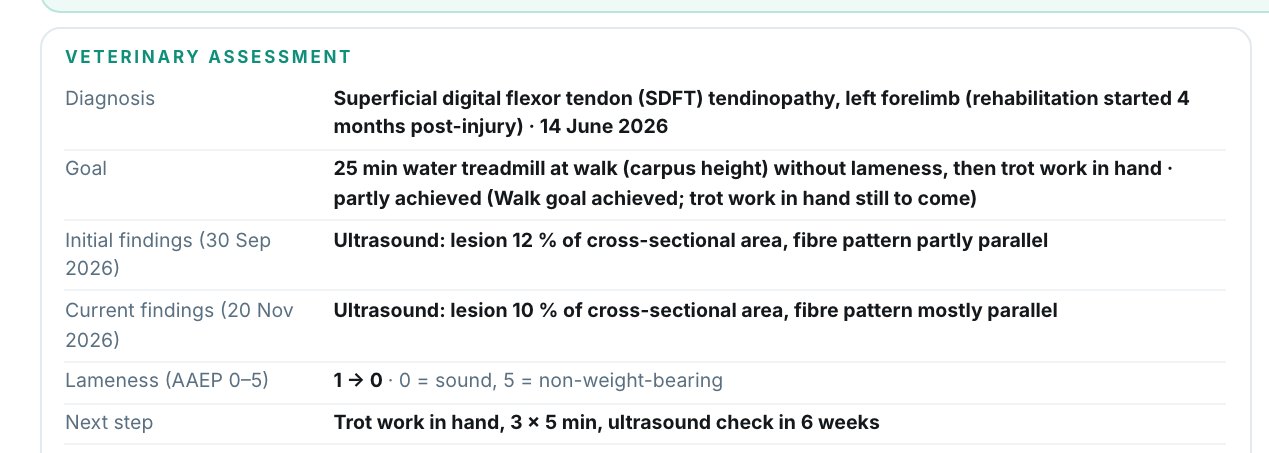 VETERINARY ASSESSMENT
Diagnosis
Superficial digital flexor tendon (SDFT) tendinopathy, left forelimb (rehabilitation started 4
months post-injury) · 14 June 2026
Goal
25 min water treadmill at walk (carpus height) without lameness, then trot work in hand ·
partly achieved (Walk goal achieved; trot work in hand still to come)
Initial findings (30 Sep
2026)
Ultrasound: lesion 12 % of cross-sectional area, fibre pattern partly parallel
Current findings (20 Nov
2026)
Ultrasound: lesion 10 % of cross-sectional area, fibre pattern mostly parallel
Lameness (AAEP 0–5)
1 → 0 · 0 = sound, 5 = non-weight-bearing
Next step
Trot work in hand, 3 × 5 min, ultrasound check in 6 weeks